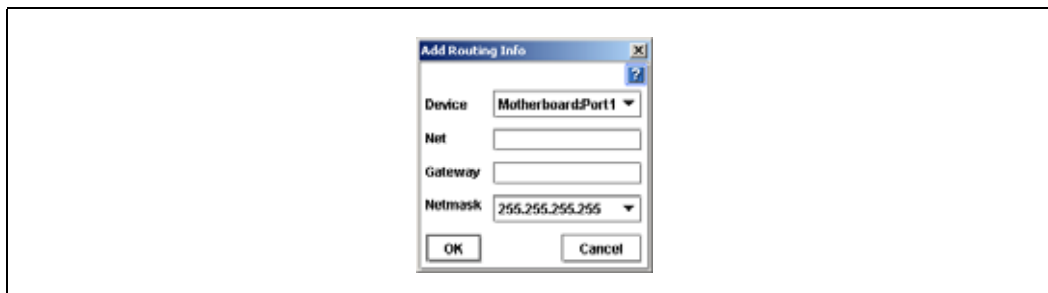 Add Routing Info
?
Device Motherboard:Port1
Net
Gateway
Netmask 255.255.255.255
OK Cancel